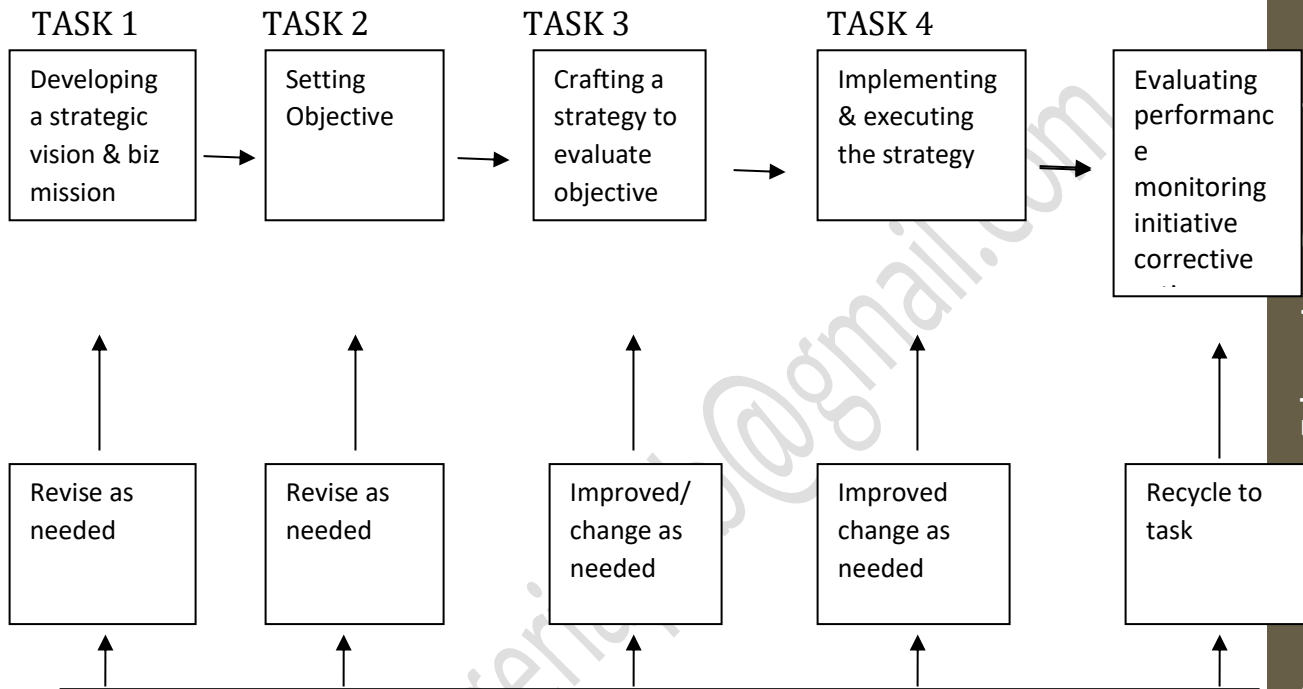 TASK 1
TASK 2
TASK 3
TASK 4
Developing
a strategic
vision & biz
mission
Setting
Objective
Crafting a
strategy to
evaluate
objective
Implementing
& executing
the strategy
Evaluating
performanc
e
monitoring
initiative
corrective
Revise as
needed
Revise as
needed
Improved/
change as
needed
Improved
change as
needed
Recycle to
task
@gmail.com